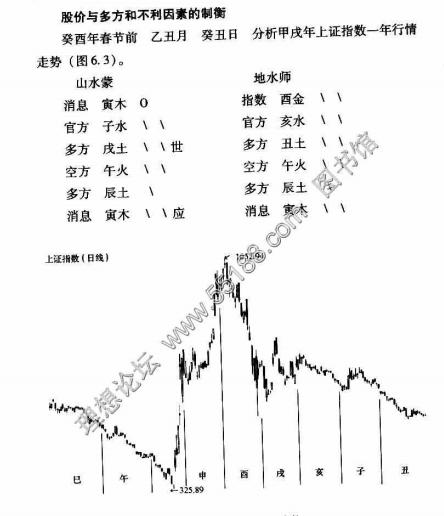 股价与多方和不利因素的制衡
癸酉年春节前 乙丑月 癸丑日 分析甲戌年上证指数一年行情
走势(图6.3)。
山水蒙 地水师
消息 寅木 O 指数 酉金 \ \
官方 子水 \ \ 官方 亥水 \ \
多方 戌土 \ \ 世 多方 丑土 \ \
空方 午火 \ \ 空方 午火 \ \
多方 辰土 \ 多方 辰土 \
消息 寅木 \ \ 应 消息 寅木 \ \
上证指数(日线)
1052.94
←325.89
巳 午 申 酉 戌 亥 子 丑
理想论坛 www.55188.com 图书馆